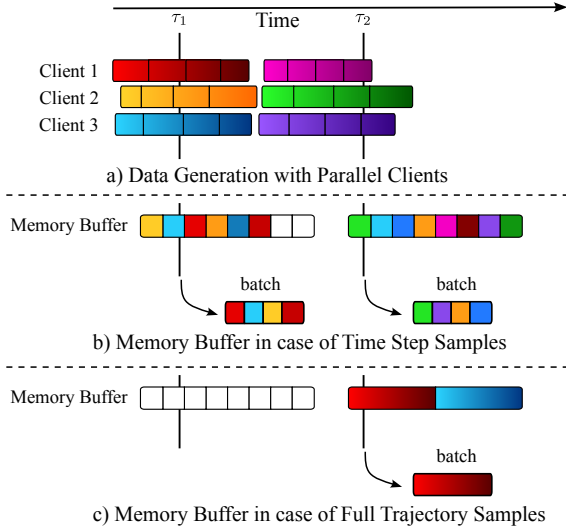 Time
τ1 τ2
Client 1
Client 2
Client 3
a) Data Generation with Parallel Clients
Memory Buffer
batch batch
b) Memory Buffer in case of Time Step Samples
Memory Buffer
batch
c) Memory Buffer in case of Full Trajectory Samples